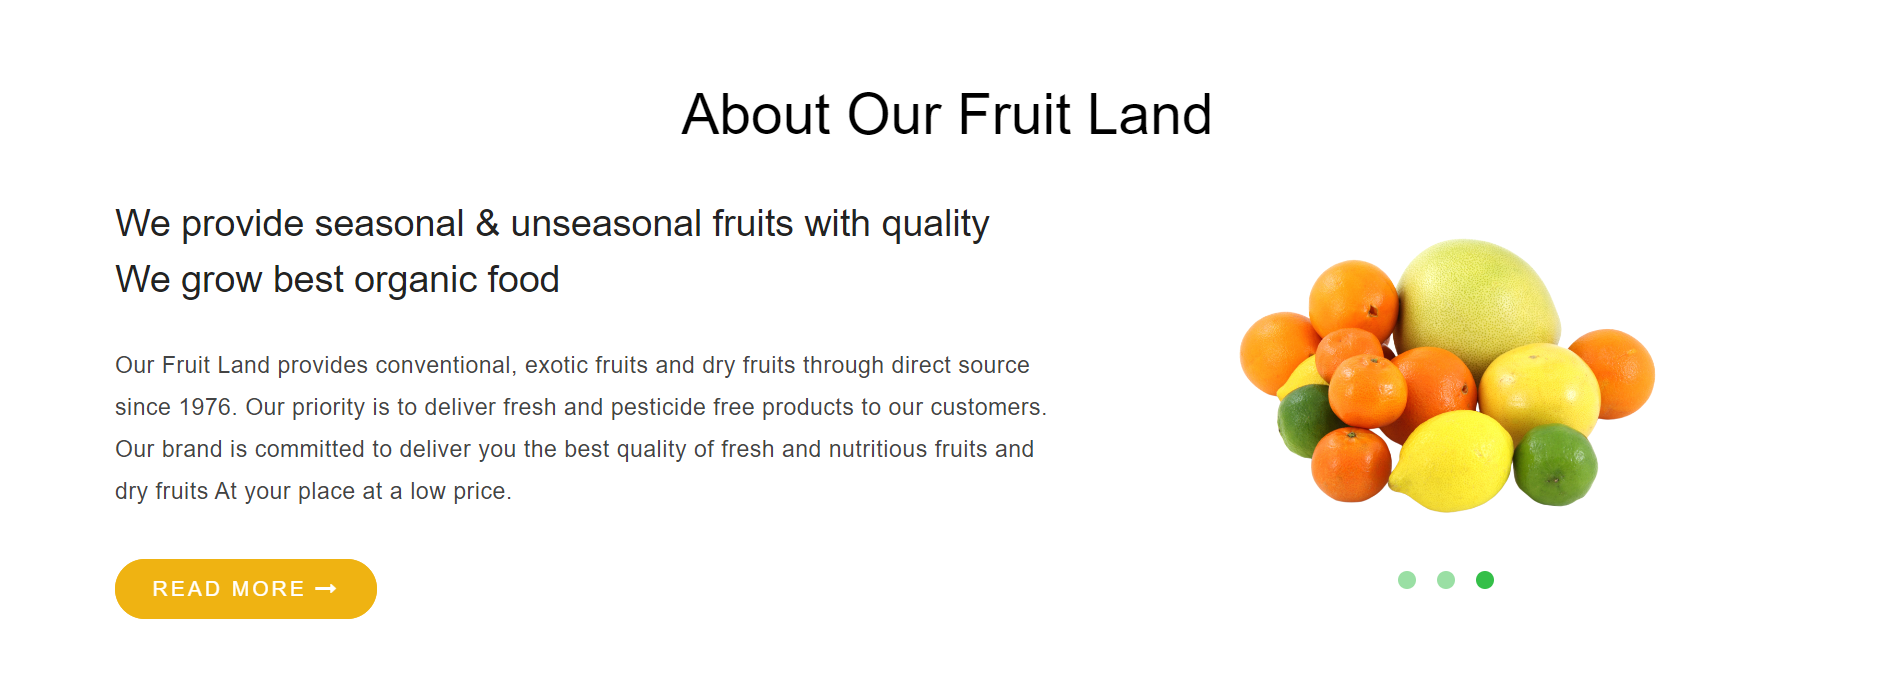 About Our Fruit Land
We provide seasonal & unseasonal fruits with quality
We grow best organic food
Our Fruit Land provides conventional, exotic fruits and dry fruits through direct source
since 1976. Our priority is to deliver fresh and pesticide free products to our customers.
Our brand is committed to deliver you the best quality of fresh and nutritious fruits and
dry fruits At your place at a low price.
READ MORE →